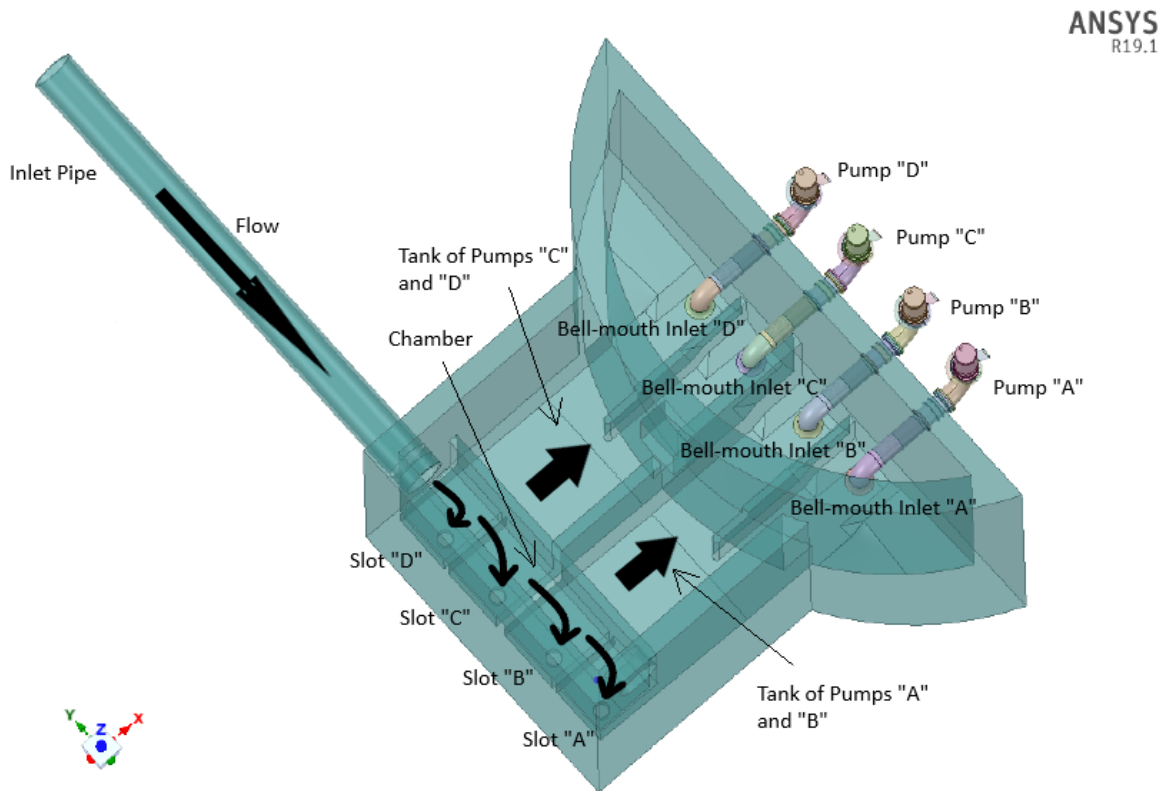 ANSYS
R19.1
Inlet Pipe
Flow
Tank of Pumps "C"
and "D"
Chamber
Pump "D"
Pump "C"
Pump "B"
Pump "A"
Bell-mouth Inlet "D"
Bell-mouth Inlet "C"
Bell-mouth Inlet "B"
Bell-mouth Inlet "A"
Slot "D"
Slot "C"
Slot "B"
Slot "A"
Tank of Pumps "A"
and "B"
Y
Z
X